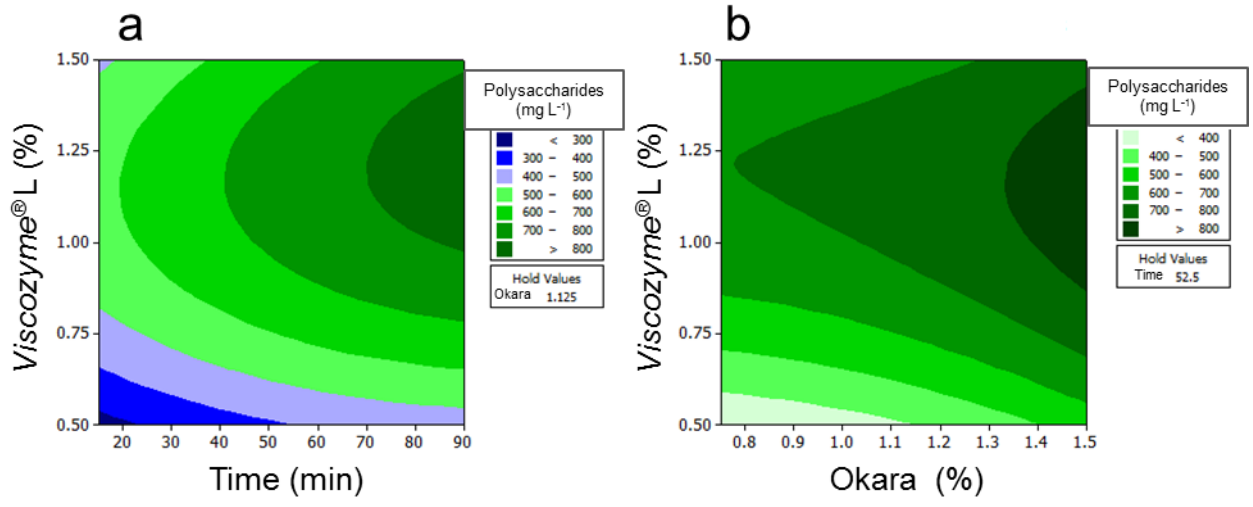 a
1.50
1.25
1.00
0.75
0.50
Viscozyme® L (%)
20 30 40 50 60 70 80 90
Time (min)
Polysaccharides
(mg L⁻¹)
< 300
300 – 400
400 – 500
500 – 600
600 – 700
700 – 800
> 800
Hold Values
Okara 1.125
b
1.50
1.25
1.00
0.75
0.50
Viscozyme® L (%)
0.8 0.9 1.0 1.1 1.2 1.3 1.4 1.5
Okara (%)
Polysaccharides
(mg L⁻¹)
< 400
400 – 500
500 – 600
600 – 700
700 – 800
> 800
Hold Values
Time 52.5